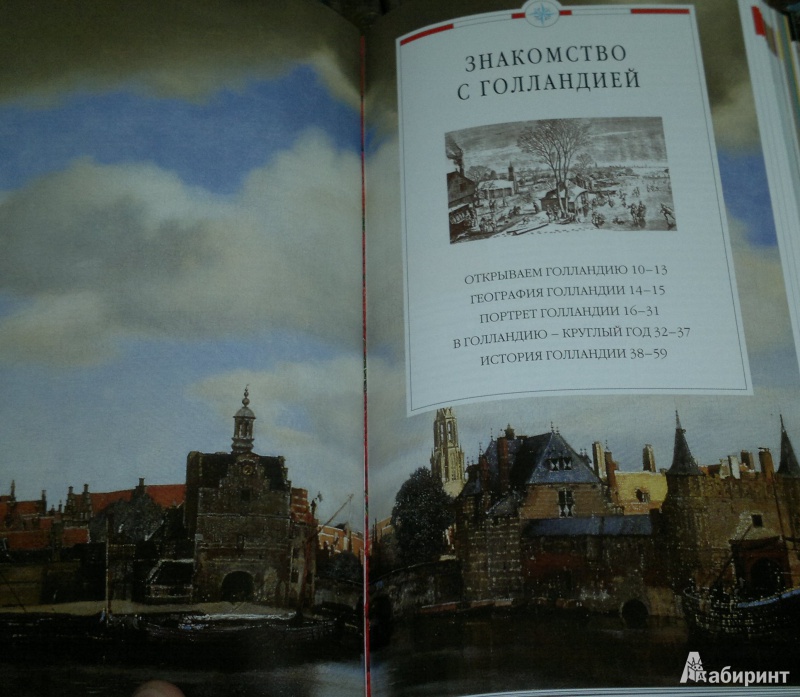 ЗНАКОМСТВО
С ГОЛЛАНДИЕЙ
ОТКРЫВАЕМ ГОЛЛАНДИЮ 10–13
ГЕОГРАФИЯ ГОЛЛАНДИИ 14–15
ПОРТРЕТ ГОЛЛАНДИИ 16–31
В ГОЛЛАНДИЮ – КРУГЛЫЙ ГОД 32–37
ИСТОРИЯ ГОЛЛАНДИИ 38–59
Лабиринт